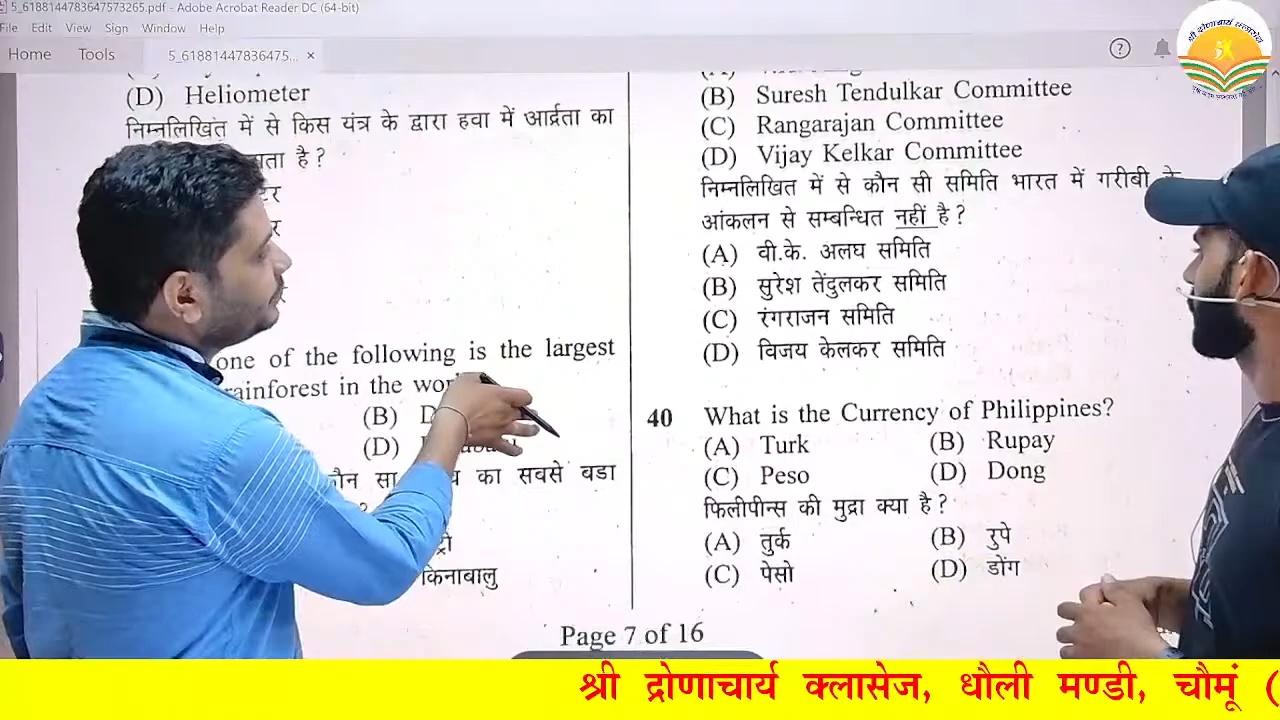 5_6188144783647573265.pdf - Adobe Acrobat Reader DC (64-bit)
File Edit View Sign Window Help
Home Tools 5_61881447836475... ×
श्री द्रोणाचार्य क्लासेज
(D) Heliometer
निम्नलिखित में से किस यंत्र के द्वारा हवा में आर्द्रता का
है ?
one of the following is the largest
rainforest in the
(B)
(D)
का सबसे बडा
किनाबालु
(B) Suresh Tendulkar Committee
(C) Rangarajan Committee
(D) Vijay Kelkar Committee
निम्नलिखित में से कौन सी समिति भारत में गरीबी के
आंकलन से सम्बन्धित नहीं है ?
(A) वी.के. अलघ समिति
(B) सुरेश तेंदुलकर समिति
(C) रंगराजन समिति
(D) विजय केलकर समिति
40 What is the Currency of Philippines?
(A) Turk (B) Rupay
(C) Peso (D) Dong
फिलीपीन्स की मुद्रा क्या है ?
(A) तुर्क (B) रुपे
(C) पेसो (D) डोंग
Page 7 of 16
श्री द्रोणाचार्य क्लासेज, धौली मण्डी, चौमूं (